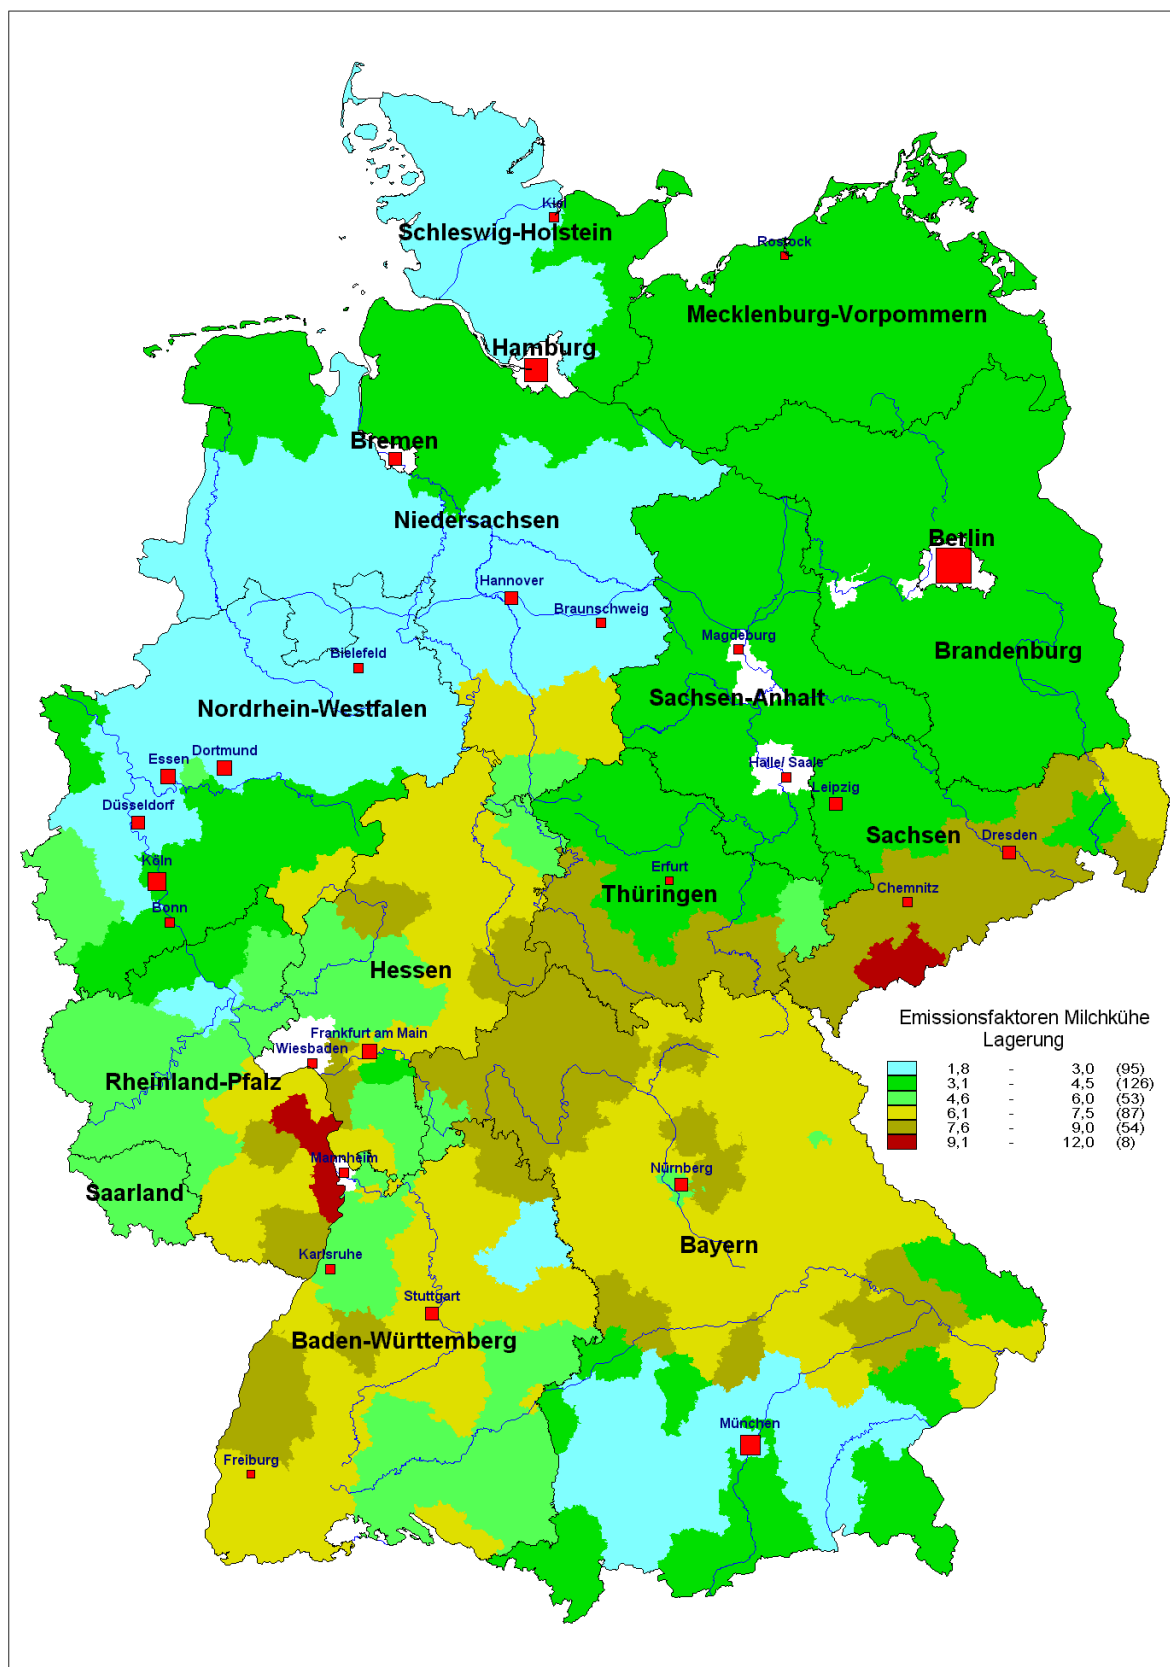 Kiel
Schleswig-Holstein
Rostock
Mecklenburg-Vorpommern
Hamburg
Bremen
Niedersachsen
Berlin
Hannover
Braunschweig
Magdeburg
Brandenburg
Bielefeld
Sachsen-Anhalt
Nordrhein-Westfalen
Dortmund
Essen
Halle/ Saale
Leipzig
Düsseldorf
Sachsen
Dresden
Köln
Erfurt
Thüringen
Chemnitz
Bonn
Hessen
Emissionsfaktoren Milchkühe
Lagerung
1,8 - 3,0 (95)
3,1 - 4,5 (126)
4,6 - 6,0 (53)
6,1 - 7,5 (87)
7,6 - 9,0 (54)
9,1 - 12,0 (8)
Frankfurt am Main
Wiesbaden
Rheinland-Pfalz
Mannheim
Nürnberg
Saarland
Bayern
Karlsruhe
Stuttgart
Baden-Württemberg
München
Freiburg